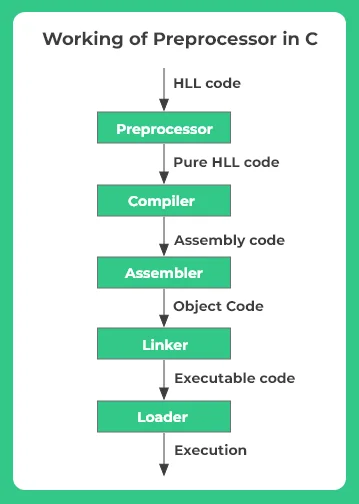 Working of Preprocessor in C
HLL code
Preprocessor
Pure HLL code
Compiler
Assembly code
Assembler
Object Code
Linker
Executable code
Loader
Execution